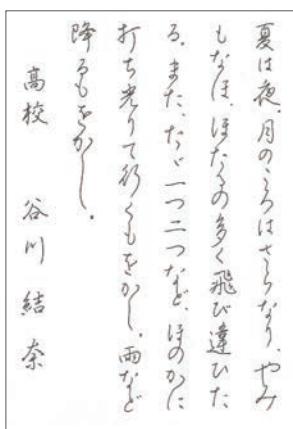 夏は夜。月のころはさらなり、やみ
もなほ、ほたるの多く飛び違ひた
る。また、ただ一つ二つなど、ほのかに
打ち光りて行くもをかし。雨など
降るもをかし。
高校　谷川結奈